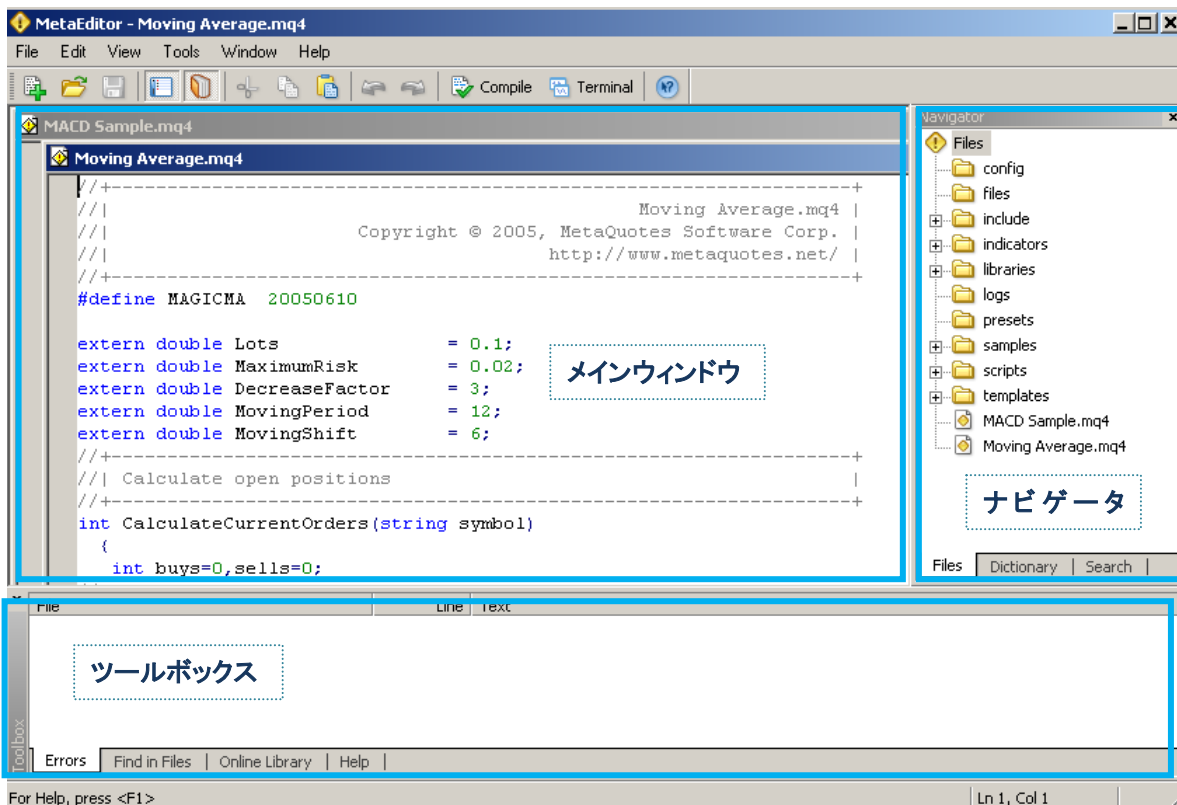 MetaEditor - Moving Average.mq4
File Edit View Tools Window Help
Compile Terminal
MACD Sample.mq4
Moving Average.mq4
//+------------------------------------------------------------------+
//| Moving Average.mq4 |
//| Copyright © 2005, MetaQuotes Software Corp. |
//| http://www.metaquotes.net/ |
//+------------------------------------------------------------------+
#define MAGICMA 20050610
extern double Lots = 0.1;
extern double MaximumRisk = 0.02;
extern double DecreaseFactor = 3;
extern double MovingPeriod = 12;
extern double MovingShift = 6;
//+------------------------------------------------------------------+
//| Calculate open positions |
//+------------------------------------------------------------------+
int CalculateCurrentOrders(string symbol)
{
int buys=0,sells=0;
メインウィンドウ
Navigator
Files
config
files
include
indicators
libraries
logs
presets
samples
scripts
templates
MACD Sample.mq4
Moving Average.mq4
ナビゲータ
Files Dictionary | Search |
File Line Text
ツールボックス
Toolbox
Errors Find in Files | Online Library | Help |
For Help, press <F1> Ln 1, Col 1